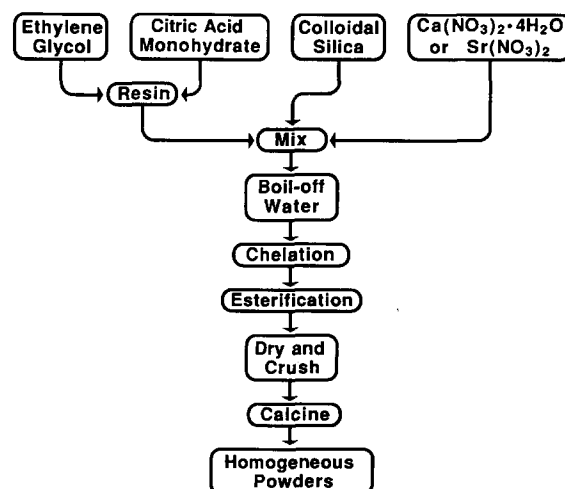 Ethylene
Glycol
Citric Acid
Monohydrate
Colloidal
Silica
Ca(NO₃)₂·4H₂O
or Sr(NO₃)₂
Resin
Mix
Boil-off
Water
Chelation
Esterification
Dry and
Crush
Calcine
Homogeneous
Powders